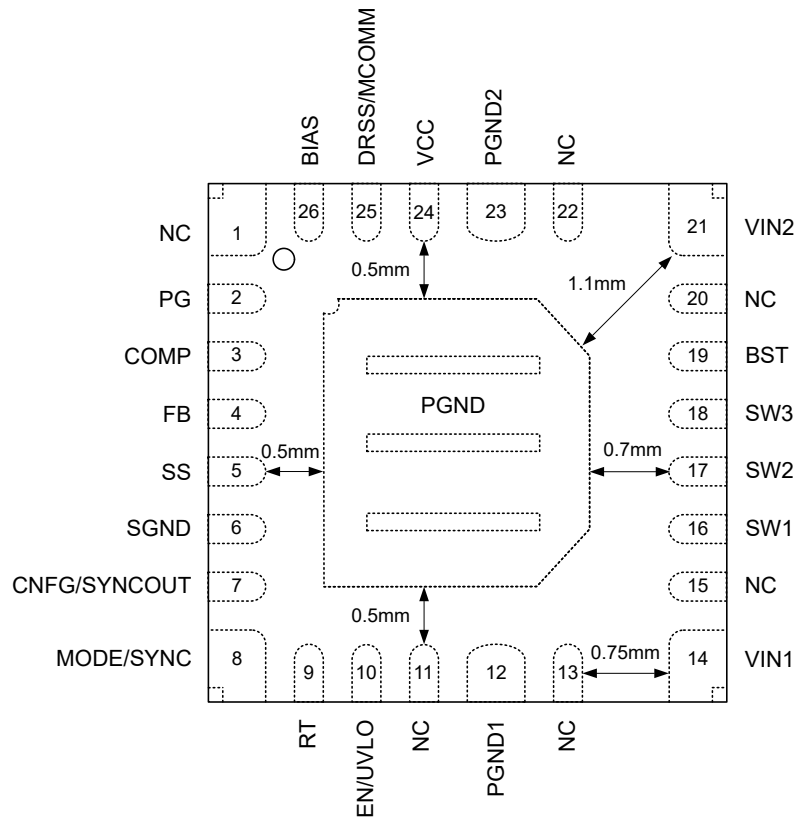 BIAS
DRSS/MCOMM
VCC
PGND2
NC
26
25
24
23
22
NC
1
21
VIN2
0.5mm
1.1mm
PG
2
20
NC
COMP
3
19
BST
FB
4
PGND
18
SW3
0.5mm
0.7mm
SS
5
17
SW2
SGND
6
16
SW1
CNFG/SYNCOUT
7
15
NC
0.5mm
0.75mm
MODE/SYNC
8
14
VIN1
9
10
11
12
13
RT
EN/UVLO
NC
PGND1
NC